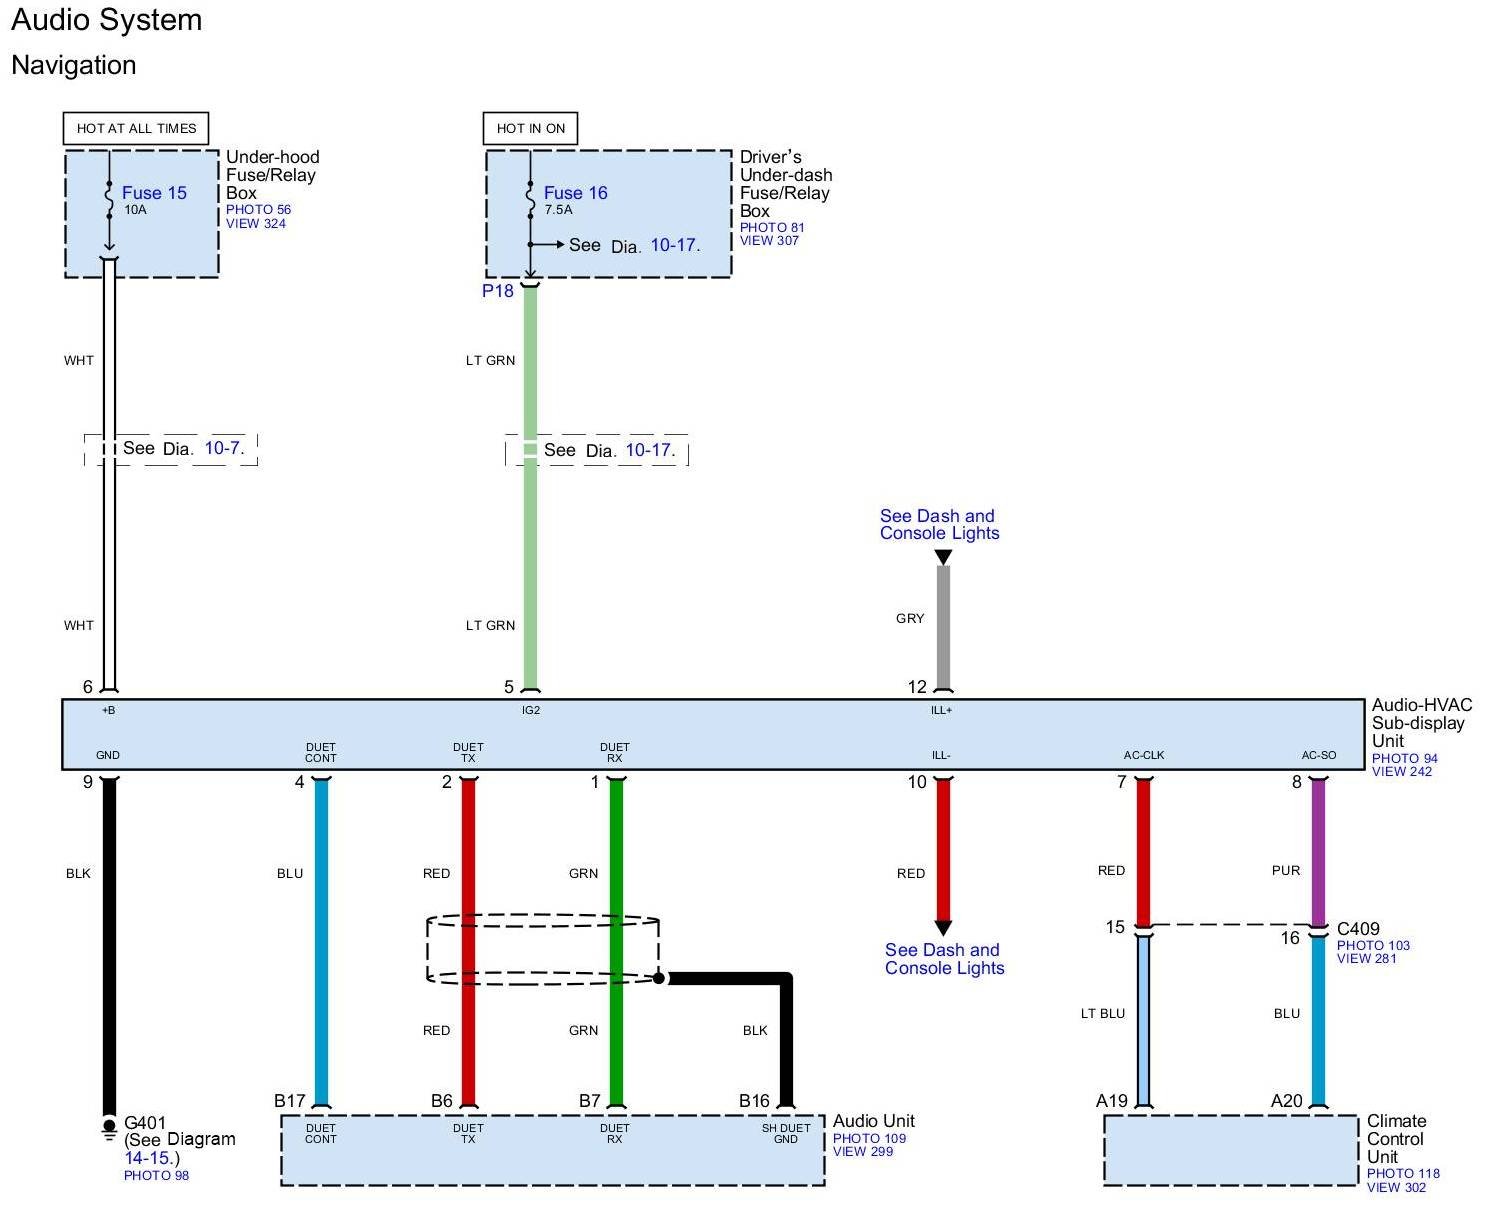 Audio System
Navigation
HOT AT ALL TIMES
HOT IN ON
Fuse 15
10A
Under-hood
Fuse/Relay
Box
PHOTO 56
VIEW 324
Fuse 16
7.5A
See Dia. 10-17.
Driver's
Under-dash
Fuse/Relay
Box
PHOTO 81
VIEW 307
P18
WHT
LT GRN
See Dia. 10-7.
See Dia. 10-17.
See Dash and
Console Lights
WHT
LT GRN
GRY
6
5
12
+B
IG2
ILL+
Audio-HVAC
Sub-display
Unit
PHOTO 94
VIEW 242
GND
DUET
CONT
DUET
TX
DUET
RX
ILL-
AC-CLK
AC-SO
9
4
2
1
10
7
8
BLK
BLU
RED
GRN
RED
RED
PUR
15
16
C409
PHOTO 103
VIEW 281
See Dash and
Console Lights
RED
GRN
BLK
LT BLU
BLU
B17
B6
B7
B16
A19
A20
G401
(See Diagram
14-15.)
PHOTO 98
DUET
CONT
DUET
TX
DUET
RX
SH DUET
GND
Audio Unit
PHOTO 109
VIEW 299
Climate
Control
Unit
PHOTO 118
VIEW 302